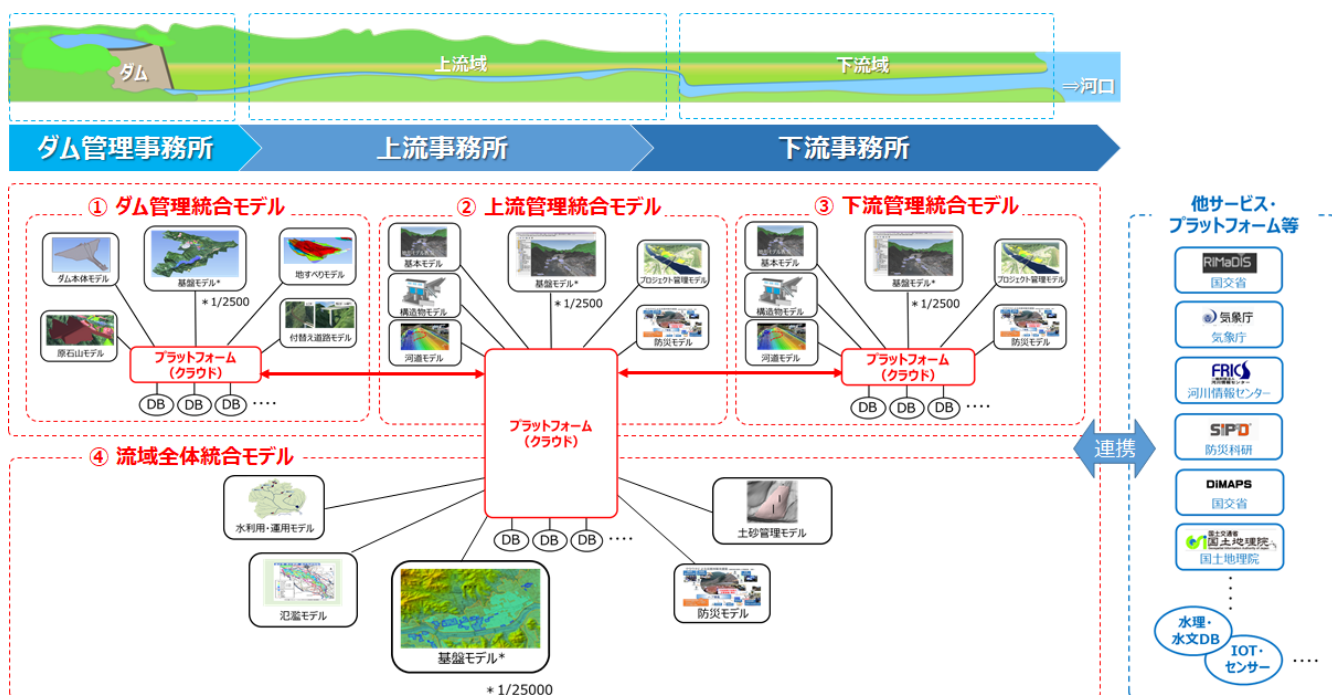 ダム
上流域
下流域
⇒河口
ダム管理事務所
上流事務所
下流事務所
① ダム管理統合モデル
② 上流管理統合モデル
③ 下流管理統合モデル
ダム本体モデル
基盤モデル*
地すべりモデル
*1/2500
原石山モデル
付替え道路モデル
プラットフォーム
(クラウド)
DB
DB
DB
‥‥
基本モデル
基盤モデル*
プロジェクト管理モデル
*1/2500
構造物モデル
河道モデル
防災モデル
プラットフォーム
(クラウド)
基本モデル
基盤モデル*
プロジェクト管理モデル
*1/2500
構造物モデル
河道モデル
防災モデル
プラットフォーム
(クラウド)
DB
DB
DB
‥‥
④ 流域全体統合モデル
水利用・運用モデル
氾濫モデル
基盤モデル*
*1/25000
DB
DB
DB
‥‥
土砂管理モデル
防災モデル
連携
他サービス・
プラットフォーム等
RiMaDIS
国交省
気象庁
気象庁
FRICS
河川情報センター
SIP4D
防災科研
DiMAPS
国交省
国土交通省
国土地理院
国土地理院
水理・
水文DB
IOT・
センサー
‥‥